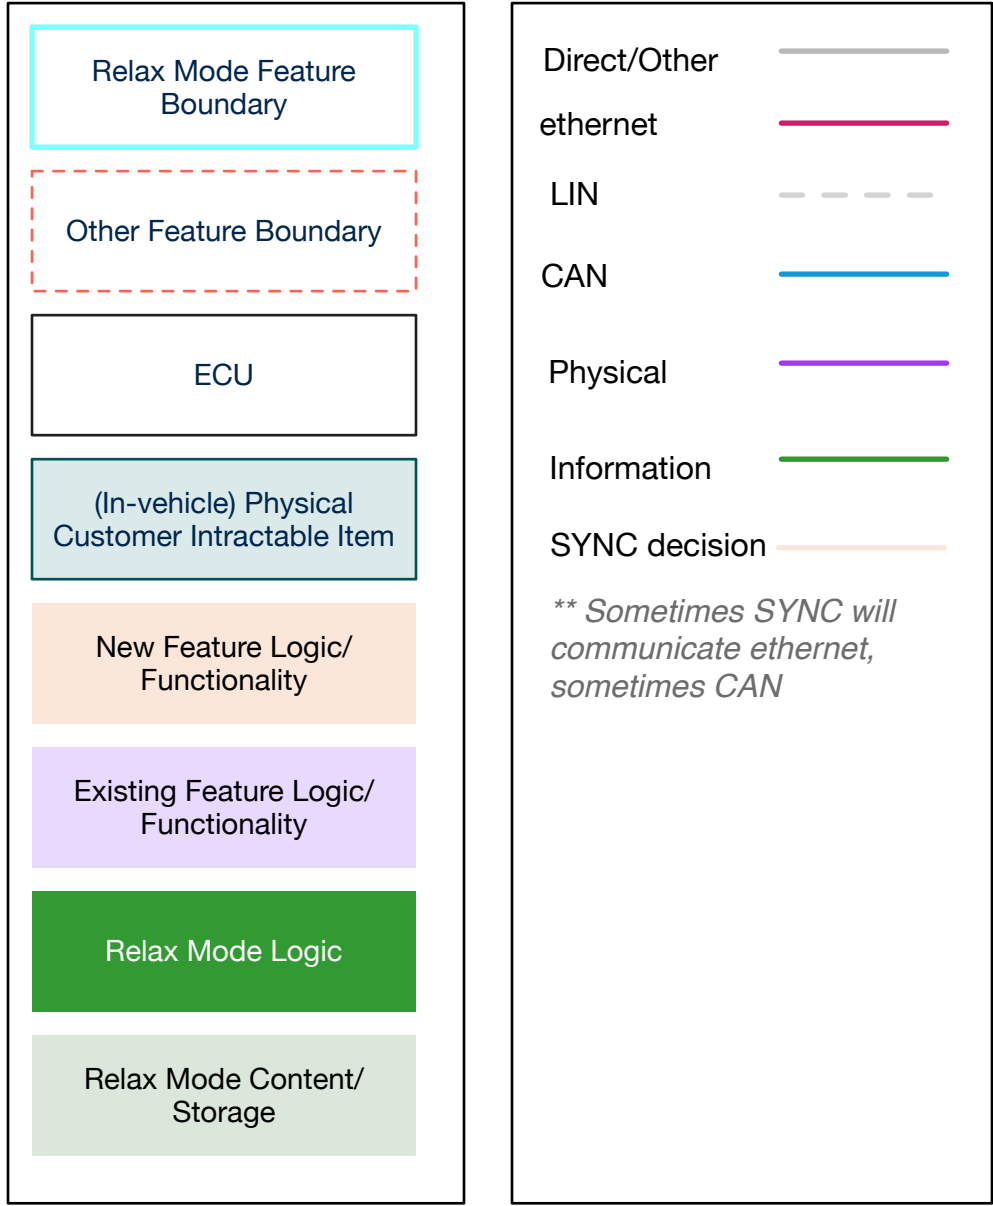 Relax Mode Feature
Boundary
Other Feature Boundary
ECU
(In-vehicle) Physical
Customer Intractable Item
New Feature Logic/
Functionality
Existing Feature Logic/
Functionality
Relax Mode Logic
Relax Mode Content/
Storage
Direct/Other
ethernet
LIN
CAN
Physical
Information
SYNC decision
** Sometimes SYNC will
communicate ethernet,
sometimes CAN